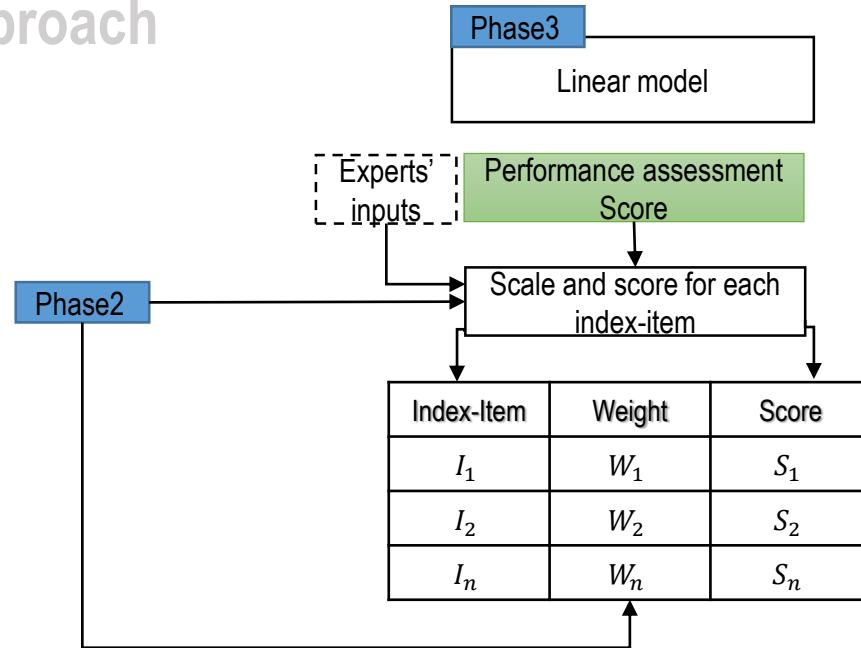 proach
Phase3
Linear model
Experts'
inputs
Performance assessment
Score
Scale and score for each
index-item
Phase2
Index-Item Weight Score
I₁ W₁ S₁
I₂ W₂ S₂
Iₙ Wₙ Sₙ